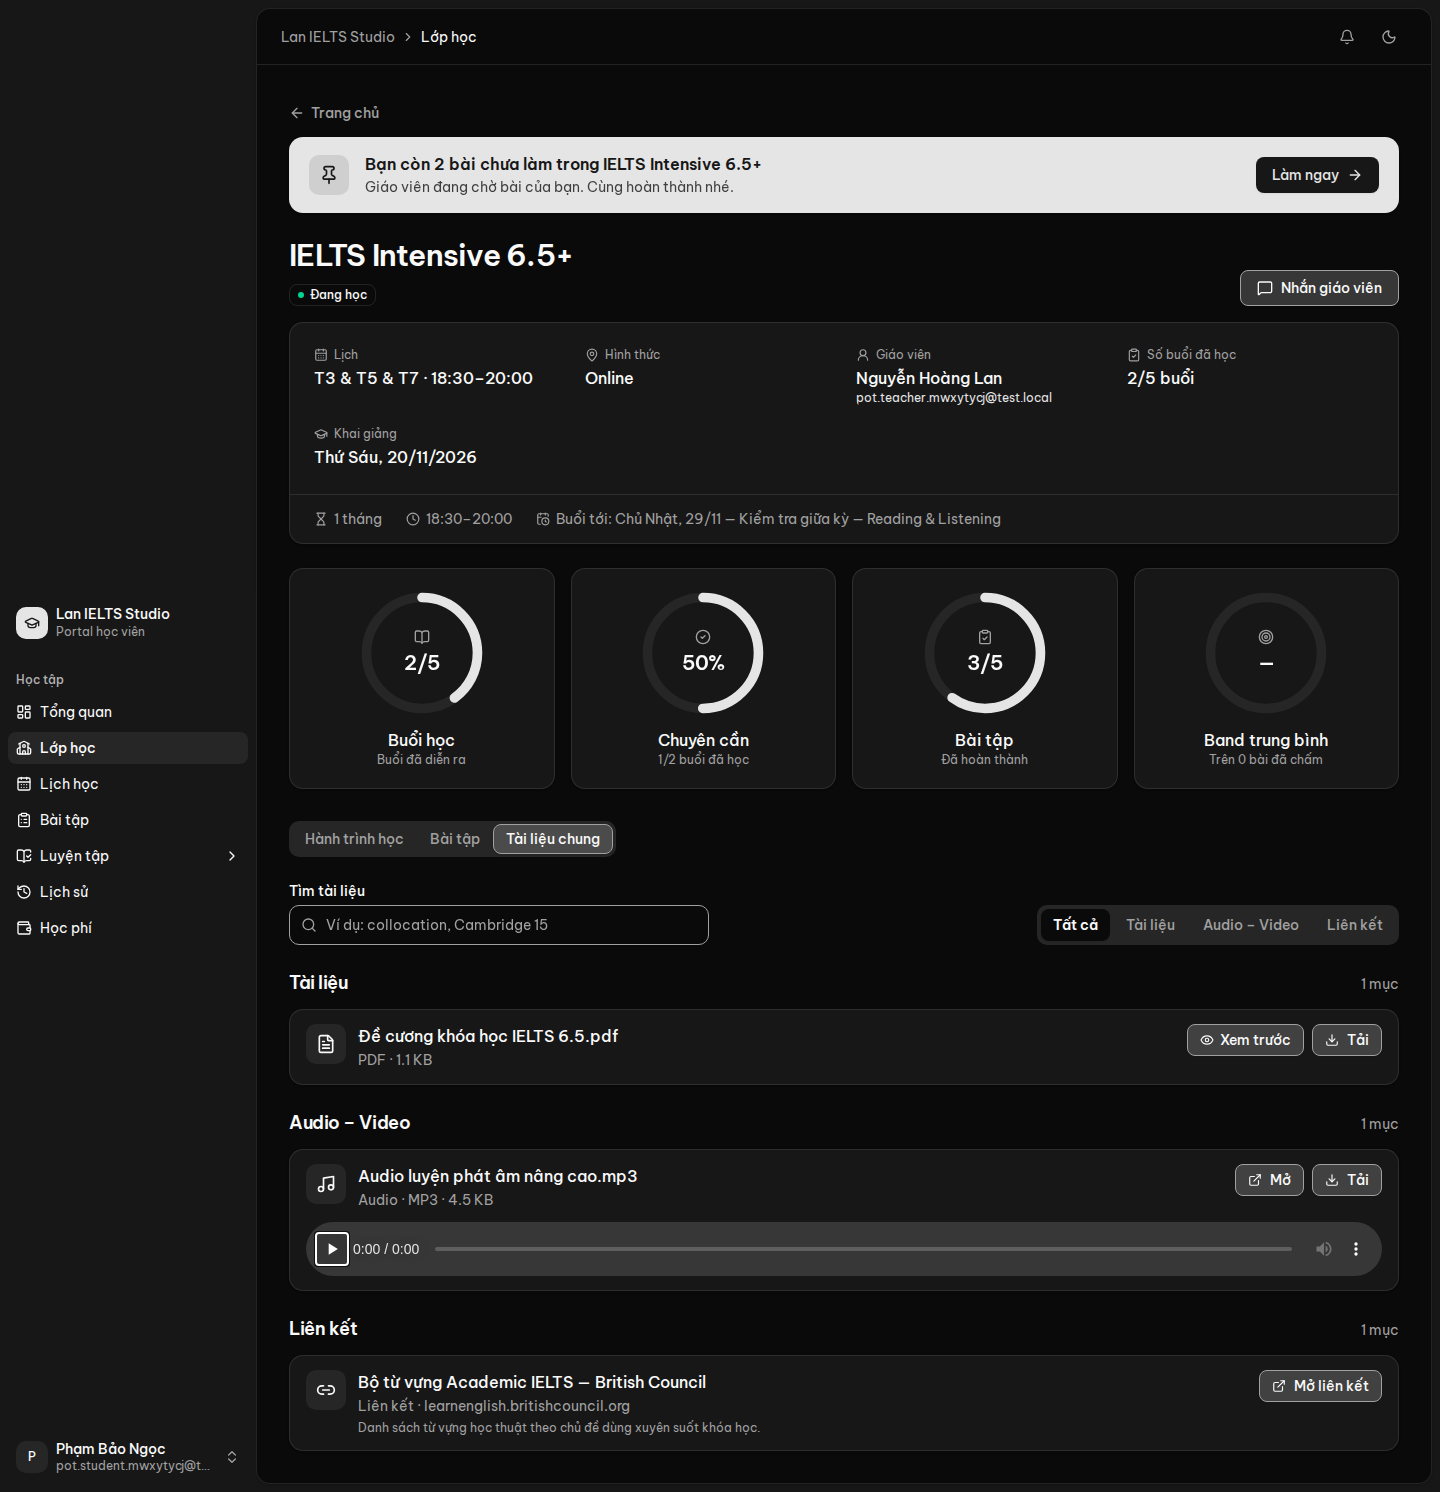 Lan IELTS Studio
Portal học viên
Học tập
Tổng quan
Lớp học
Lịch học
Bài tập
Luyện tập
Lịch sử
Học phí
P
Phạm Bảo Ngọc
pot.student.mwxytycj@t...
Lan IELTS Studio > Lớp học
Trang chủ
Bạn còn 2 bài chưa làm trong IELTS Intensive 6.5+
Giáo viên đang chờ bài của bạn. Cùng hoàn thành nhé.
Làm ngay
IELTS Intensive 6.5+
Đang học
Nhắn giáo viên
Lịch
T3 & T5 & T7 · 18:30–20:00
Hình thức
Online
Giáo viên
Nguyễn Hoàng Lan
pot.teacher.mwxytycj@test.local
Số buổi đã học
2/5 buổi
Khai giảng
Thứ Sáu, 20/11/2026
1 tháng
18:30–20:00
Buổi tới: Chủ Nhật, 29/11 — Kiểm tra giữa kỳ — Reading & Listening
2/5
Buổi học
Buổi đã diễn ra
50%
Chuyên cần
1/2 buổi đã học
3/5
Bài tập
Đã hoàn thành
—
Band trung bình
Trên 0 bài đã chấm
Hành trình học
Bài tập
Tài liệu chung
Tìm tài liệu
Ví dụ: collocation, Cambridge 15
Tất cả
Tài liệu
Audio – Video
Liên kết
Tài liệu
1 mục
Đề cương khóa học IELTS 6.5.pdf
PDF · 1.1 KB
Xem trước
Tải
Audio – Video
1 mục
Audio luyện phát âm nâng cao.mp3
Audio · MP3 · 4.5 KB
Mở
Tải
0:00 / 0:00
Liên kết
1 mục
Bộ từ vựng Academic IELTS — British Council
Liên kết · learnenglish.britishcouncil.org
Danh sách từ vựng học thuật theo chủ đề dùng xuyên suốt khóa học.
Mở liên kết